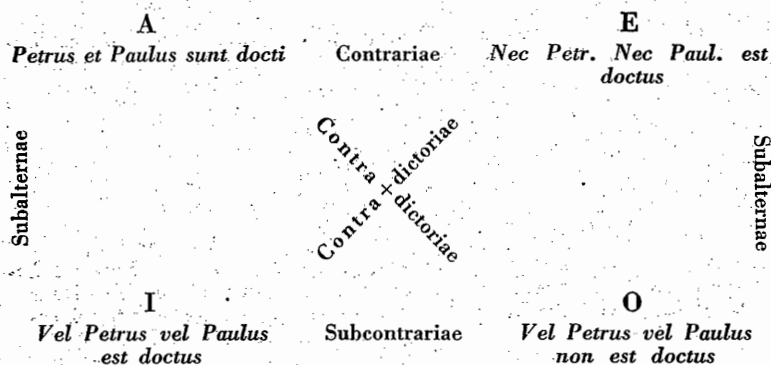 A
E
Petrus et Paulus sunt docti
Contrariae
Nec Petr. Nec Paul. est
doctus
Subalternae
Contra dictoriae
Contra dictoriae
Subalternae
I
O
Vel Petrus vel Paulus
est doctus
Subcontrariae
Vel Petrus vel Paulus
non est doctus